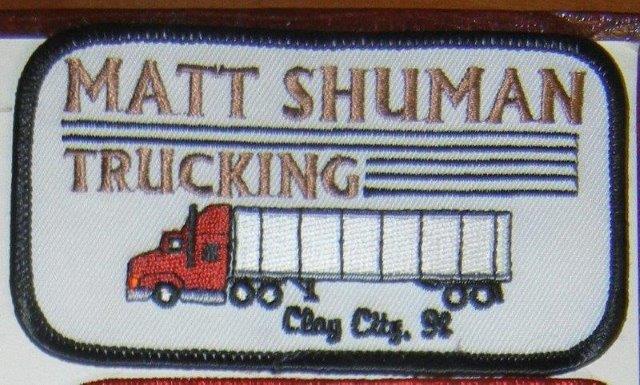 MATT SHUMAN
TRUCKING
Clay City, IL